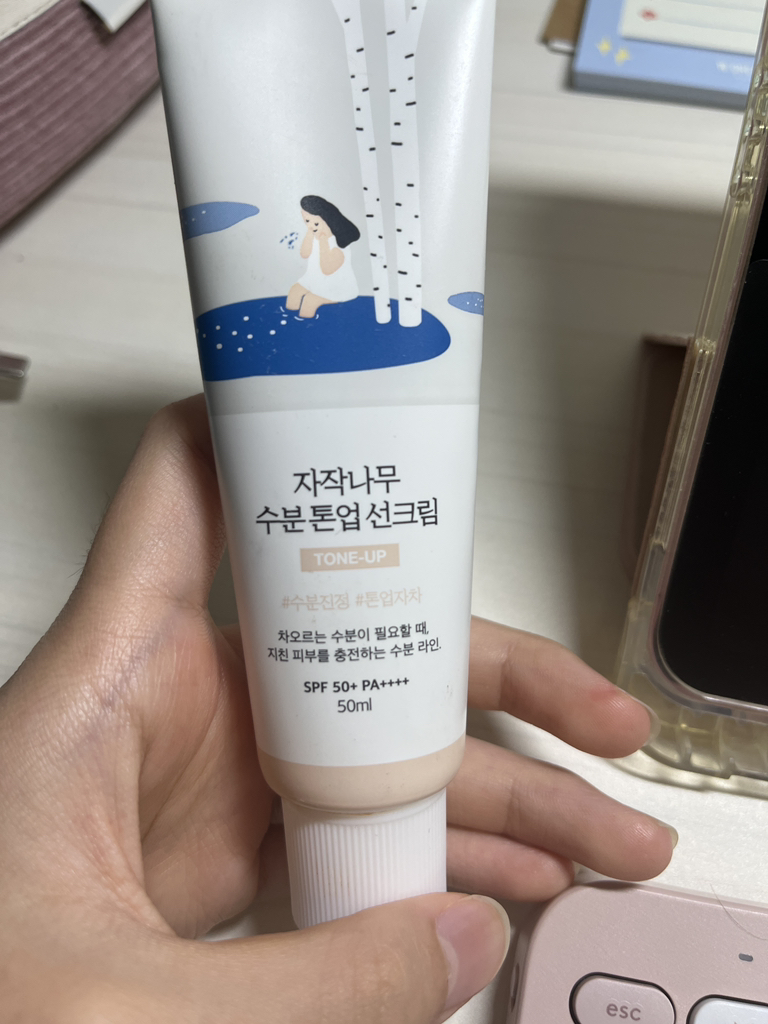 자작나무
수분 톤업 선크림
TONE-UP
#수분진정 #톤업자차
차오르는 수분이 필요할 때,
지친 피부를 충전하는 수분 라인.
SPF 50+ PA++++
50ml
esc